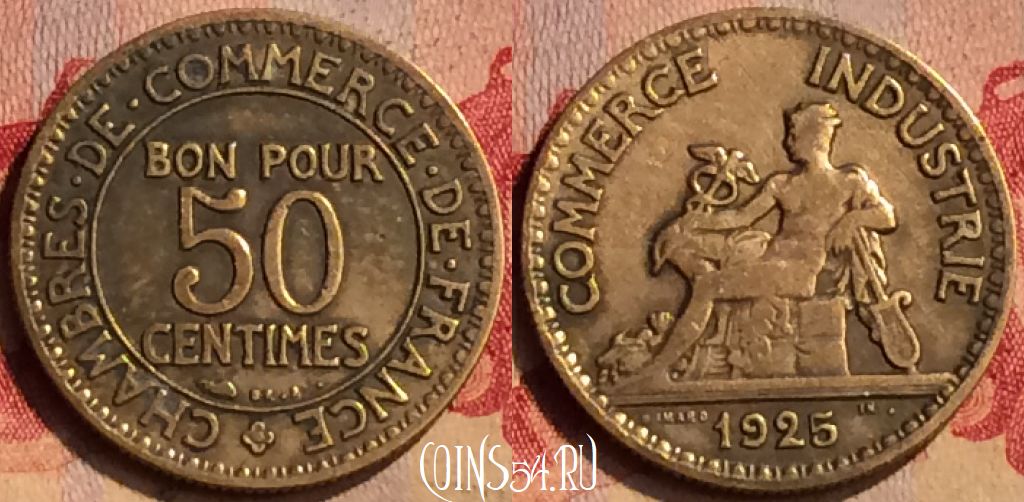 CHAMBRES · DE · COMMERCE · DE · FRANCE
BON POUR
50
CENTIMES
COMMERCE INDUSTRIE
1925
COINS54.RU